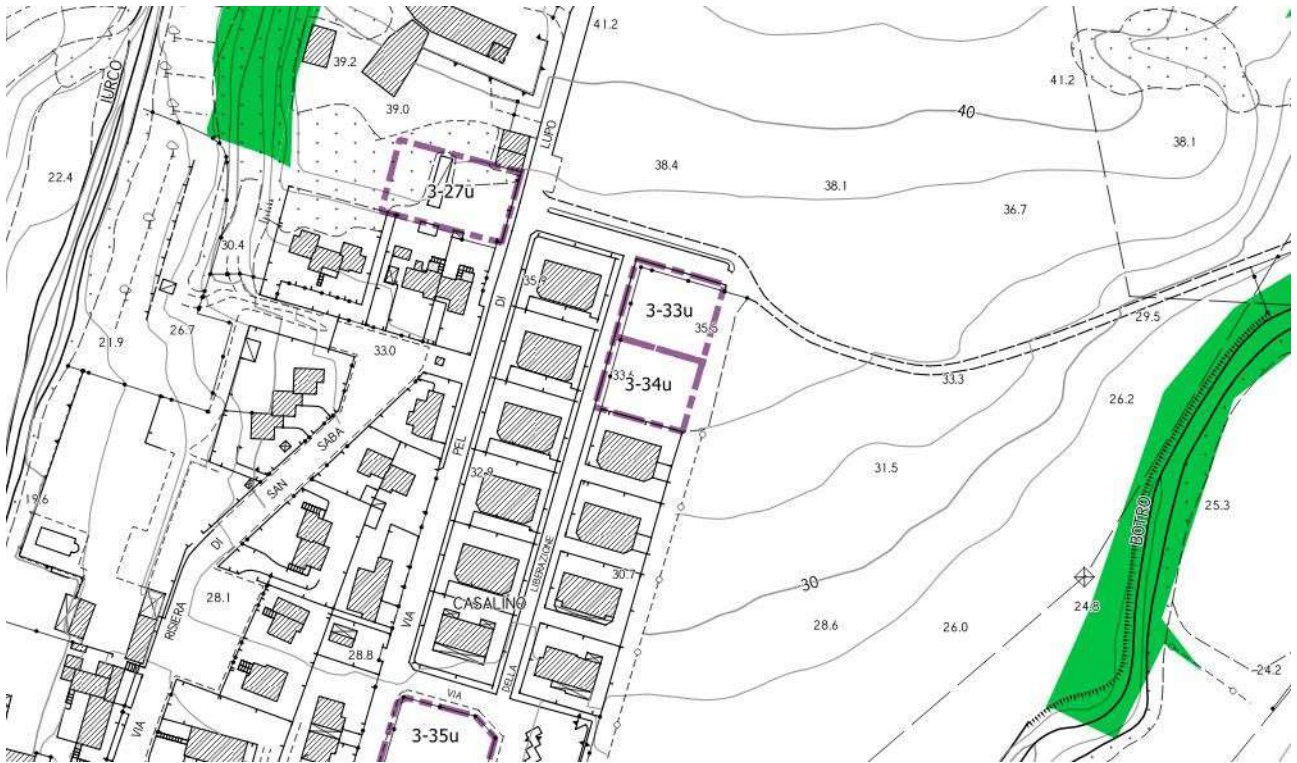 41.2
39.2
IURCO
41.2
40
39.0
LUPO
38.4
38.1
38.1
22.4
3-27u
36.7
30.4
35.9
DI
3-33u
35.5
29.5
26.7
21.9
33.0
33.6
3-34u
33.3
26.2
SABA
PEL
32.9
31.5
SAN
19.6
25.3
BOTRO
DI
LIBERAZIONE
30.7
30
28.1
CASALINO
24.8
RISIERA
VIA
28.6
26.0
28.8
24.2
DELLA
VIA
VIA
3-35u